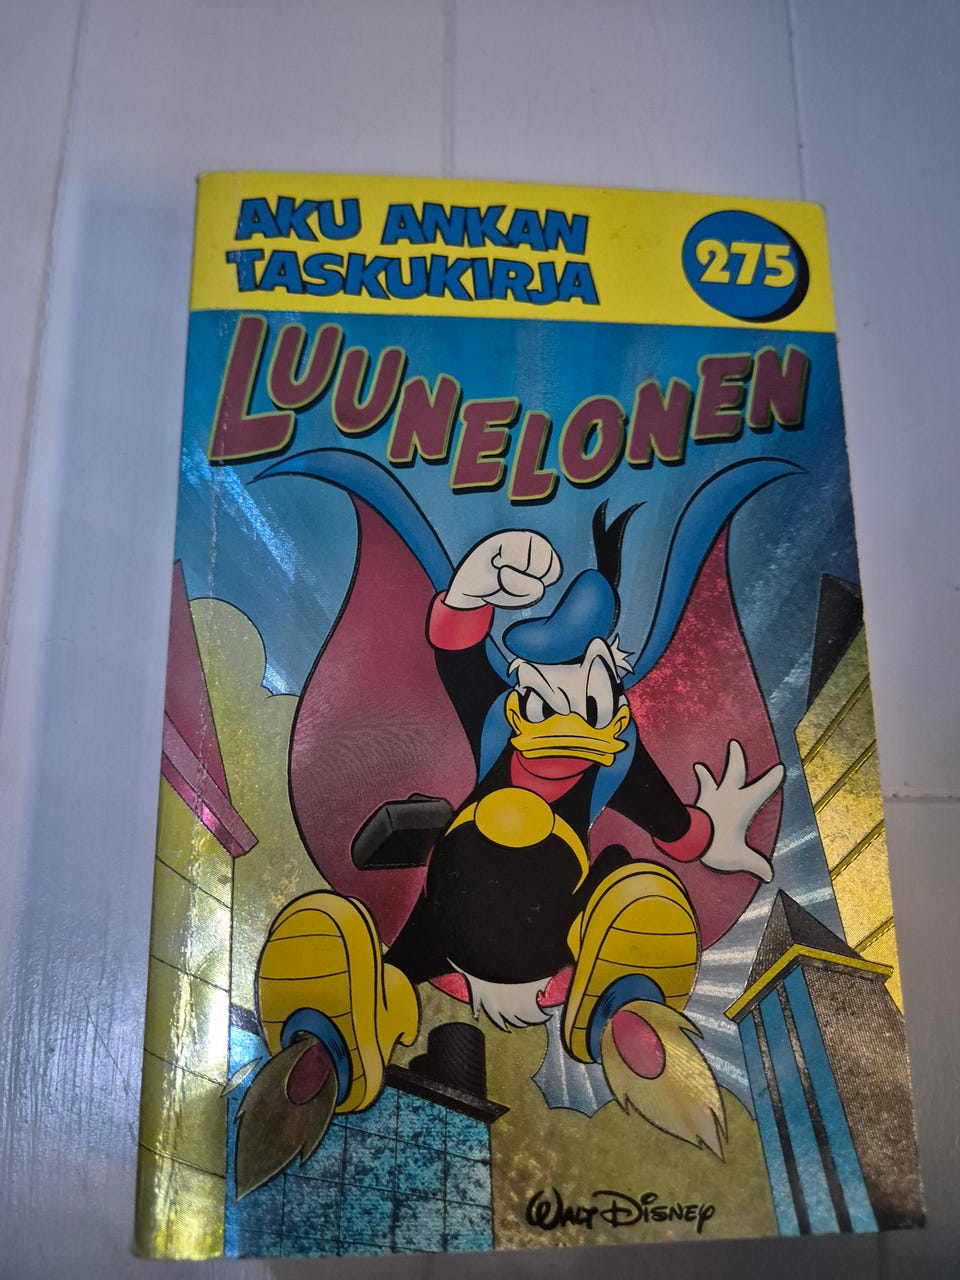 AKU ANKAN
TASKUKIRJA
275
LUUNELONEN
WALT DISNEY